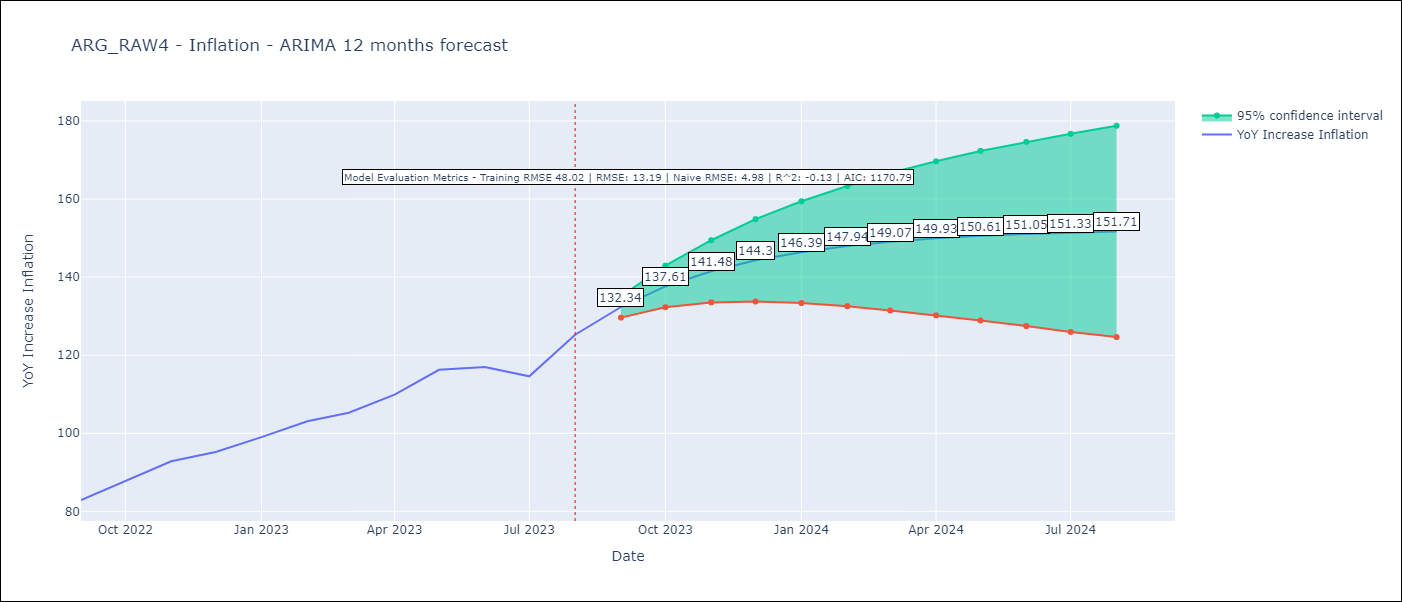 ARG_RAW4 - Inflation - ARIMA 12 months forecast
95% confidence interval
YoY Increase Inflation
YoY Increase Inflation
180
160
140
120
100
80
Model Evaluation Metrics - Training RMSE 48.02 | RMSE: 13.19 | Naive RMSE: 4.98 | R^2: -0.13 | AIC: 1170.79
132.34
137.61
141.48
144.3
146.39
147.94
149.07
149.93
150.61
151.05
151.33
151.71
Oct 2022
Jan 2023
Apr 2023
Jul 2023
Oct 2023
Jan 2024
Apr 2024
Jul 2024
Date